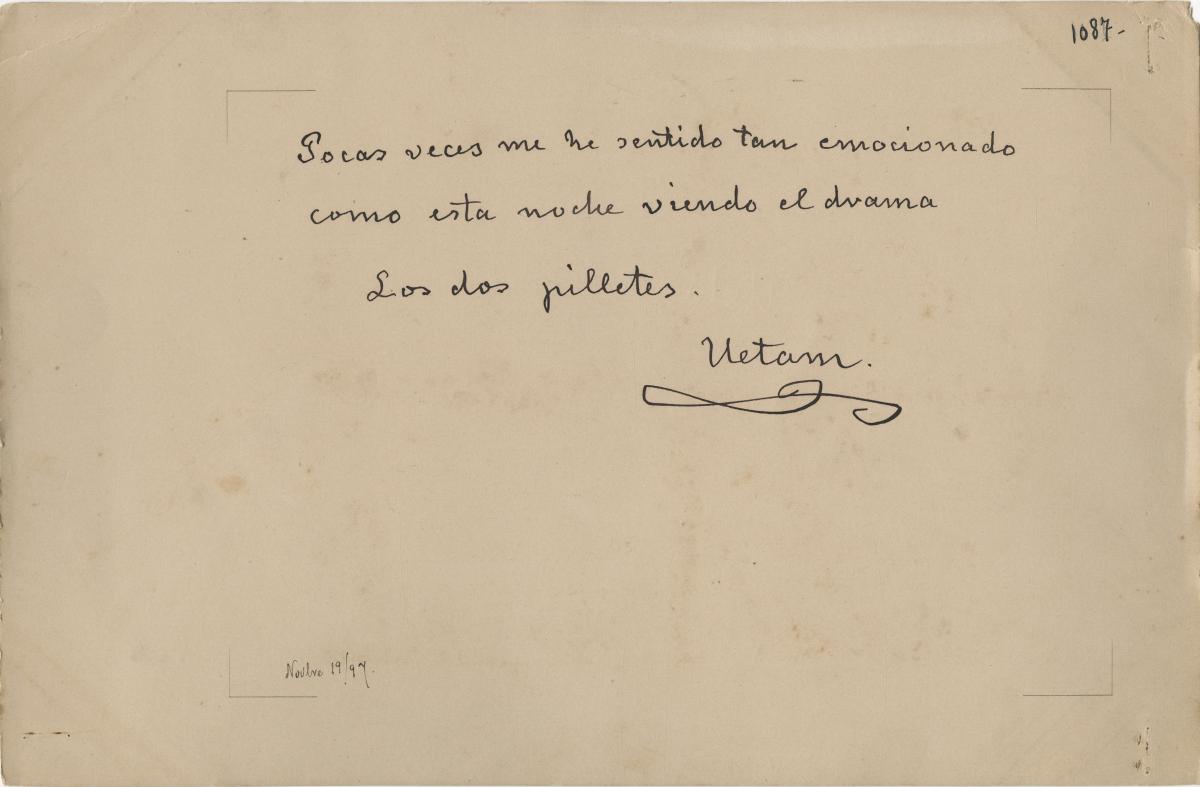 1087-
Pocas veces me he sentido tan emocionado
como esta noche viendo el drama
Los dos pilletes.
Uetam.
Novbre 19/97.